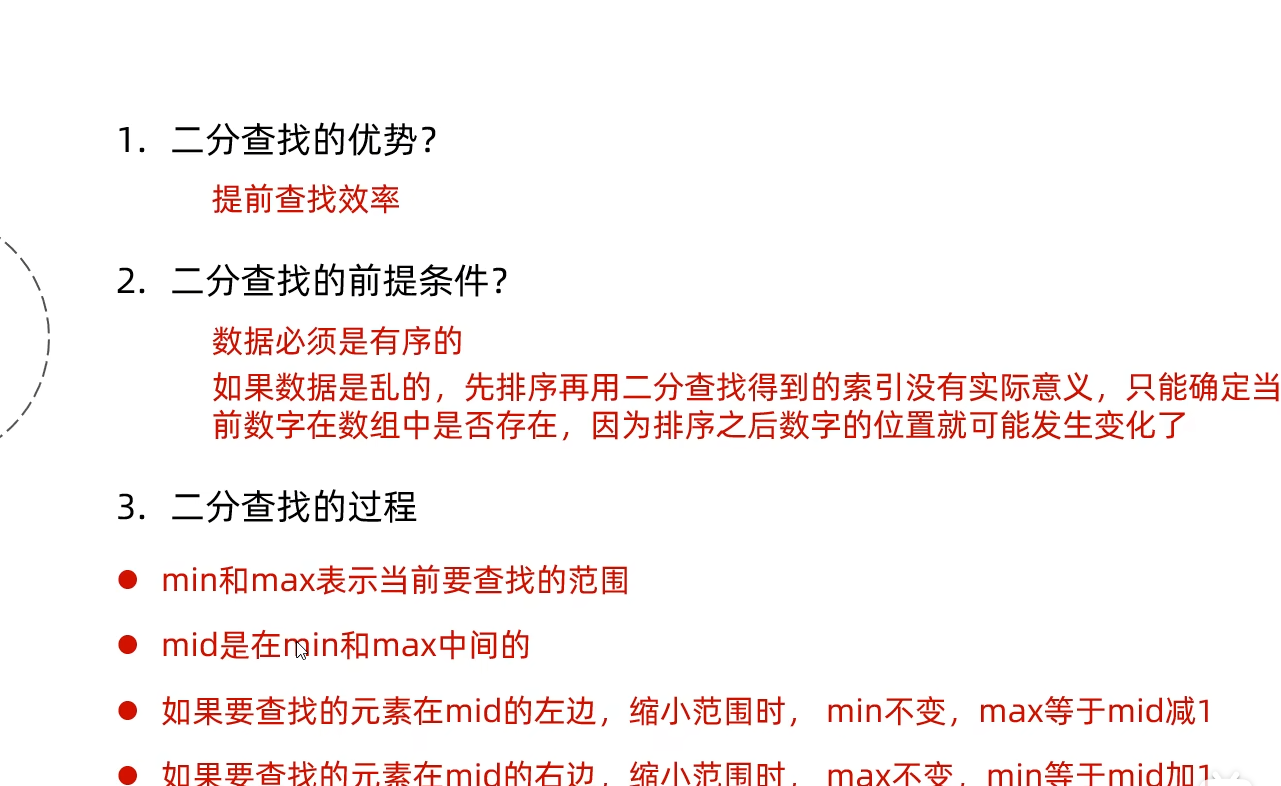 1. 二分查找的优势？
提前查找效率
2. 二分查找的前提条件？
数据必须是有序的
如果数据是乱的，先排序再用二分查找得到的索引没有实际意义，只能确定当
前数字在数组中是否存在，因为排序之后数字的位置就可能发生变化了
3. 二分查找的过程
● min和max表示当前要查找的范围
● mid是在min和max中间的
● 如果要查找的元素在mid的左边，缩小范围时， min不变，max等于mid减1
● 如果要查找的元素在mid的右边，缩小范围时， max不变，min等于mid加1